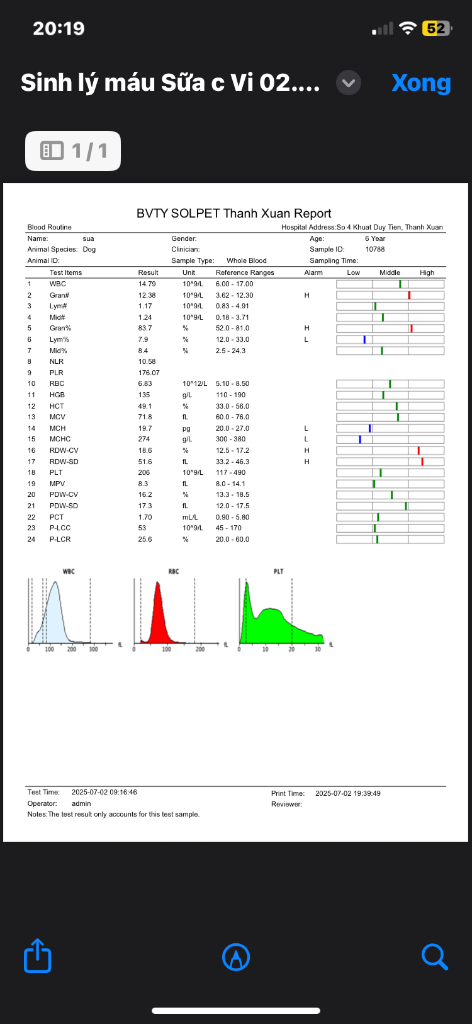 20:19
52
Sinh lý máu Sữa c Vi 02.... Xong
1/1
BVTY SOLPET Thanh Xuan Report
Blood Routine Hospital Address:So 4 Khuat Duy Tien, Thanh Xuan
Name: sua Gender: Age: 6 Year
Animal Species: Dog Clinician: Sample ID: 10788
Animal ID: Sample Type: Whole Blood Sampling Time:
Test Items Result Unit Reference Ranges Alarm Low Middle High
1 WBC 14.79 10^9/L 6.00 - 17.00
2 Gran# 12.38 10^9/L 3.62 - 12.30 H
3 Lym# 1.17 10^9/L 0.83 - 4.91
4 Mid# 1.24 10^9/L 0.18 - 3.71
5 Gran% 83.7 % 52.0 - 81.0 H
6 Lym% 7.9 % 12.0 - 33.0 L
7 Mid% 8.4 % 2.5 - 24.3
8 NLR 10.58
9 PLR 176.07
10 RBC 6.83 10^12/L 5.10 - 8.50
11 HGB 135 g/L 110 - 190
12 HCT 49.1 % 33.0 - 56.0
13 MCV 71.8 fL 60.0 - 76.0
14 MCH 19.7 pg 20.0 - 27.0 L
15 MCHC 274 g/L 300 - 380 L
16 RDW-CV 18.6 % 12.5 - 17.2 H
17 RDW-SD 51.6 fL 33.2 - 46.3 H
18 PLT 206 10^9/L 117 - 490
19 MPV 8.3 fL 8.0 - 14.1
20 PDW-CV 16.2 % 13.3 - 18.5
21 PDW-SD 17.3 fL 12.0 - 17.5
22 PCT 1.70 mL/L 0.90 - 5.80
23 P-LCC 53 10^9/L 45 - 170
24 P-LCR 25.6 % 20.0 - 60.0
WBC RBC PLT
0 100 200 300 fL 0 100 200 fL 0 10 20 30 fL
Test Time: 2025-07-02 09:16:46 Print Time: 2025-07-02 19:39:49
Operator: admin Reviewer:
Notes:The test result only accounts for this test sample.